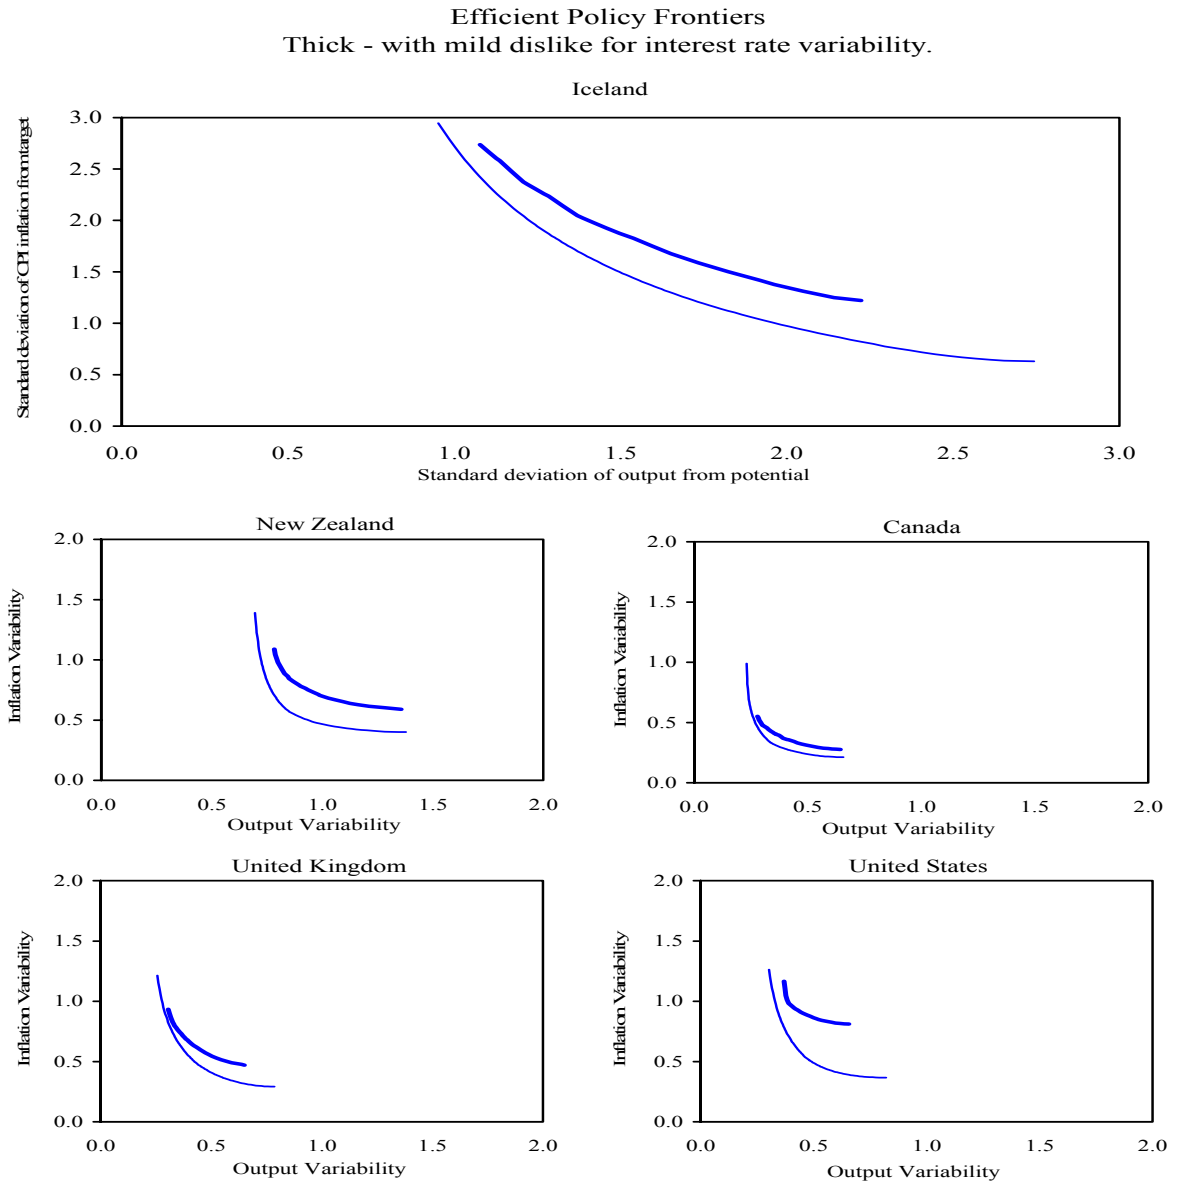 Efficient Policy Frontiers
Thick - with mild dislike for interest rate variability.
Iceland
Standard deviation of CPI inflation from target
3.0
2.5
2.0
1.5
1.0
0.5
0.0
0.0 0.5 1.0 1.5 2.0 2.5 3.0
Standard deviation of output from potential
New Zealand
Inflation Variability
2.0
1.5
1.0
0.5
0.0
0.0 0.5 1.0 1.5 2.0
Output Variability
Canada
Inflation Variability
2.0
1.5
1.0
0.5
0.0
0.0 0.5 1.0 1.5 2.0
Output Variability
United Kingdom
Inflation Variability
2.0
1.5
1.0
0.5
0.0
0.0 0.5 1.0 1.5 2.0
Output Variability
United States
Inflation Variability
2.0
1.5
1.0
0.5
0.0
0.0 0.5 1.0 1.5 2.0
Output Variability